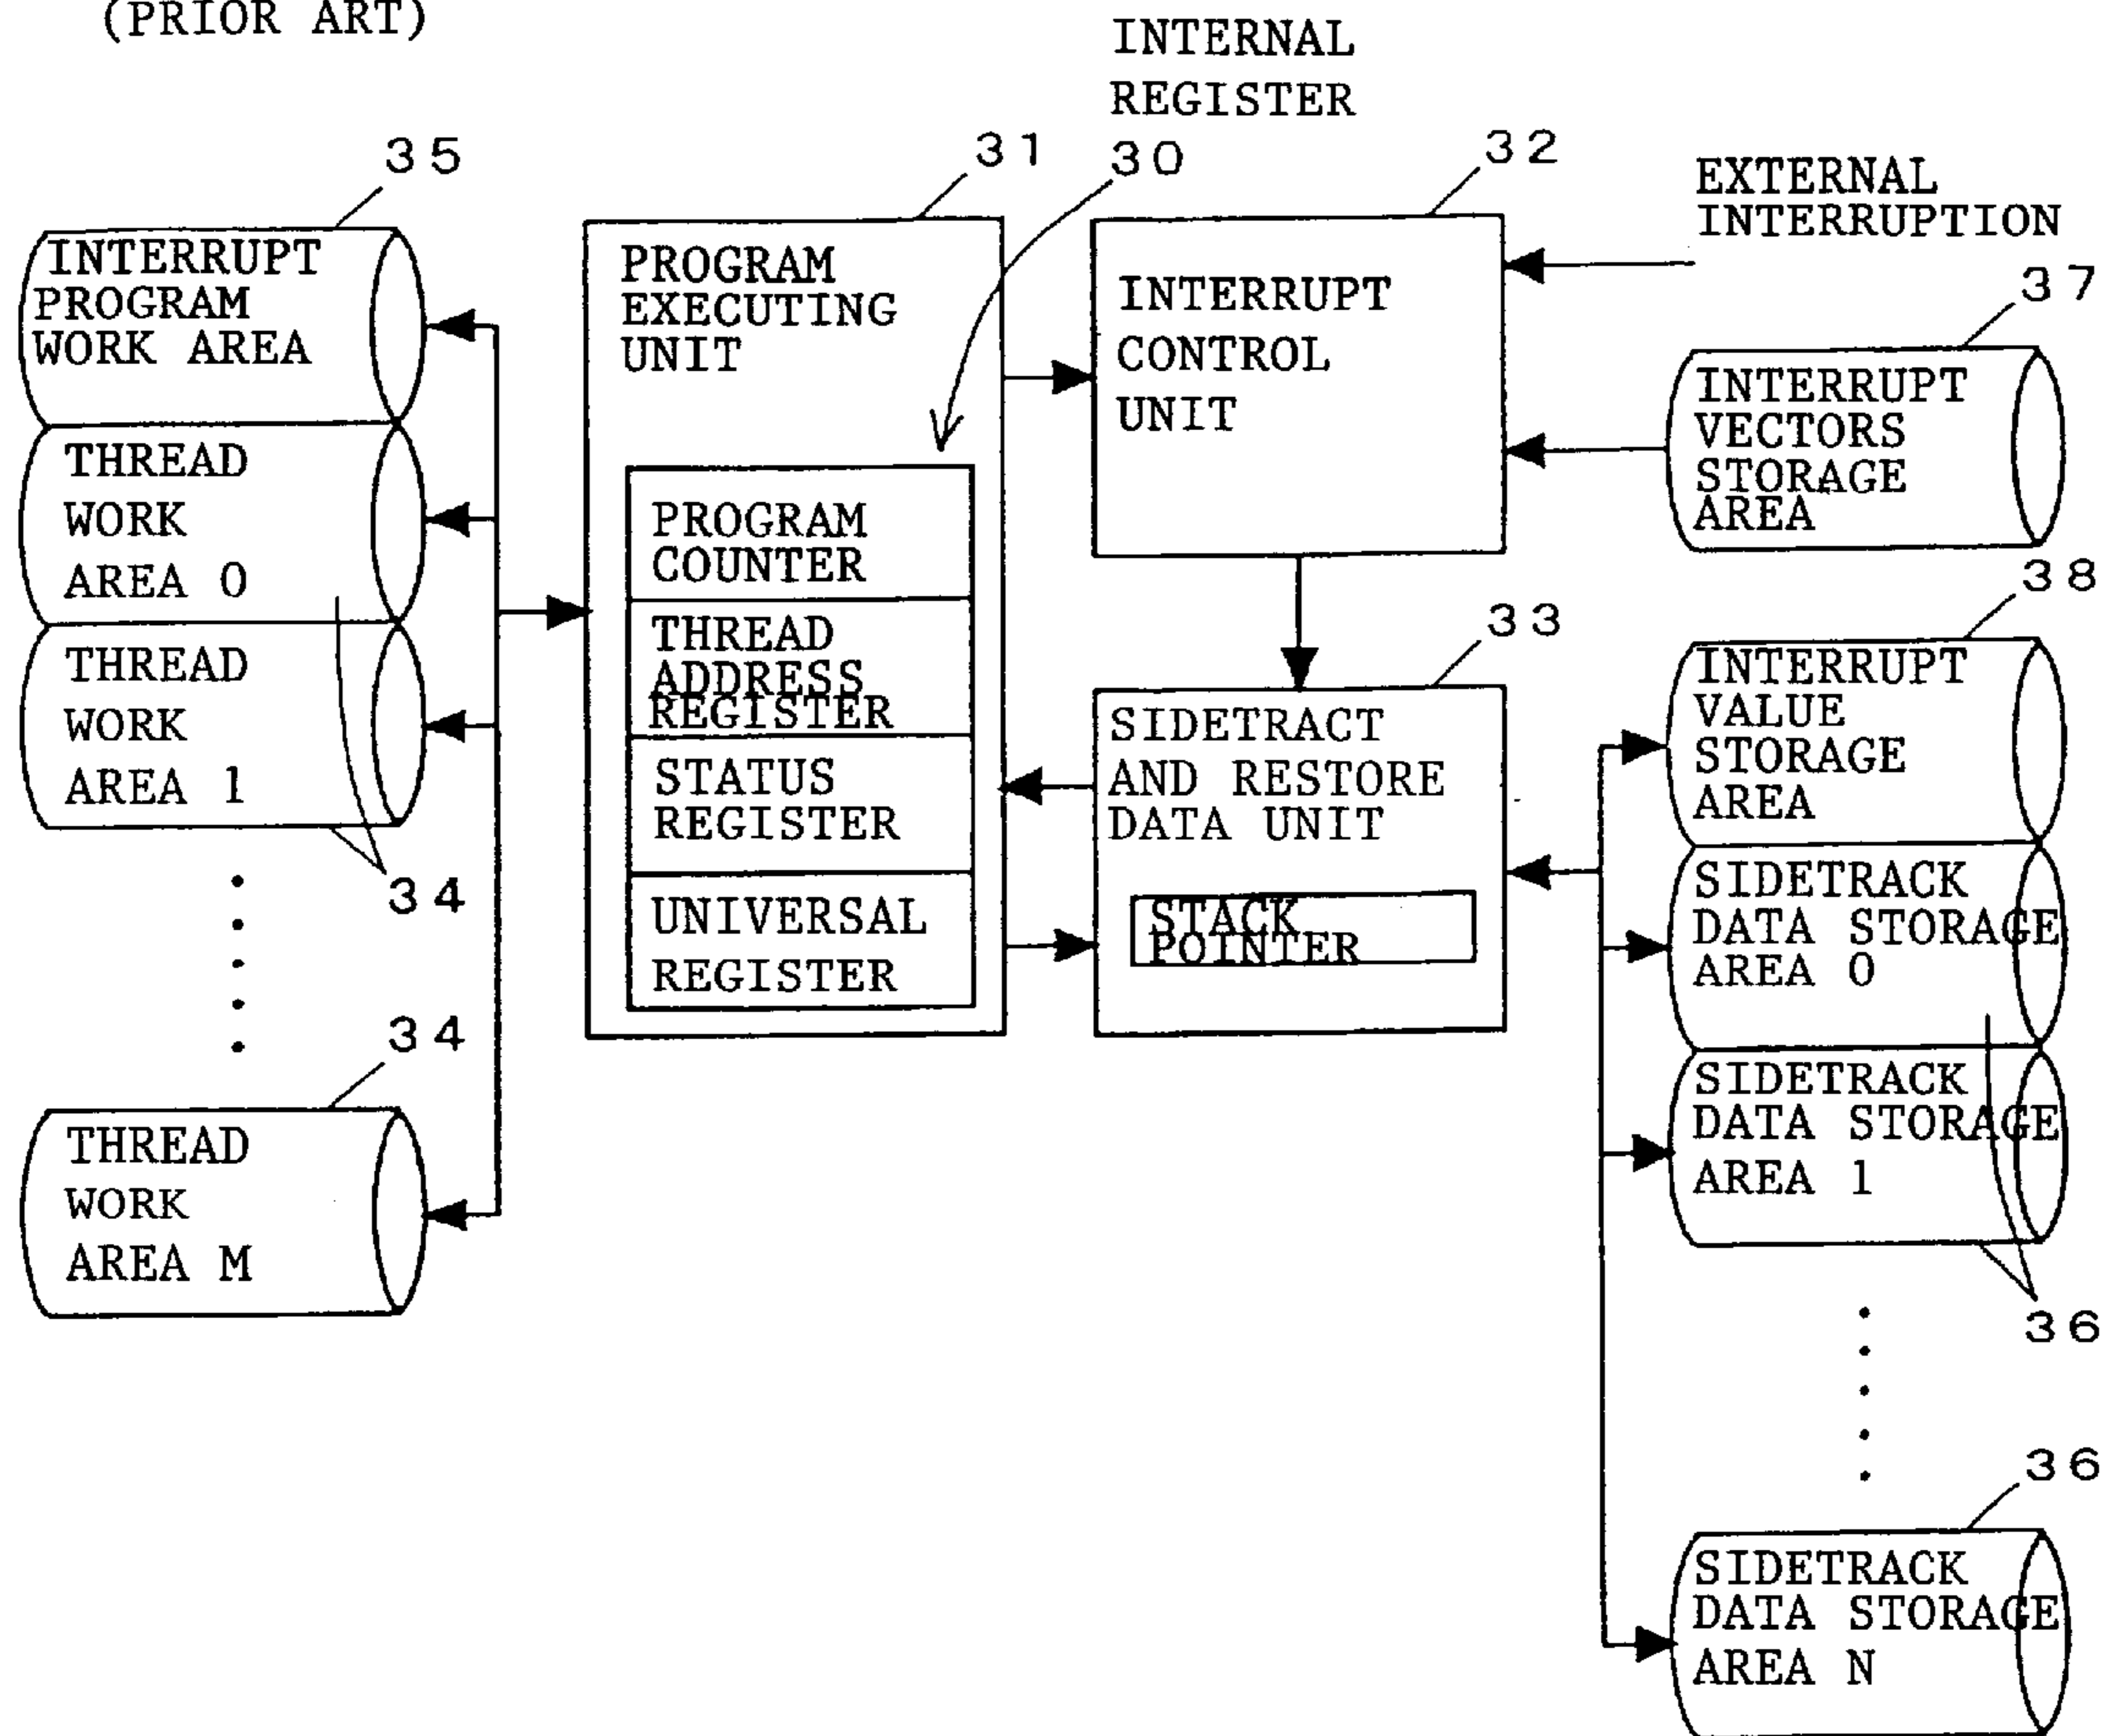 (PRIOR ART)
INTERNAL
REGISTER
30
35
INTERRUPT
PROGRAM
WORK AREA
THREAD
WORK
AREA 0
THREAD
WORK
AREA 1
34
34
THREAD
WORK
AREA M
31
PROGRAM
EXECUTING
UNIT
PROGRAM
COUNTER
THREAD
ADDRESS
REGISTER
STATUS
REGISTER
UNIVERSAL
REGISTER
32
INTERRUPT
CONTROL
UNIT
33
SIDETRACT
AND RESTORE
DATA UNIT
STACK
POINTER
EXTERNAL
INTERRUPTION
37
INTERRUPT
VECTORS
STORAGE
AREA
38
INTERRUPT
VALUE
STORAGE
AREA
SIDETRACK
DATA STORAGE
AREA 0
SIDETRACK
DATA STORAGE
AREA 1
36
36
SIDETRACK
DATA STORAGE
AREA N